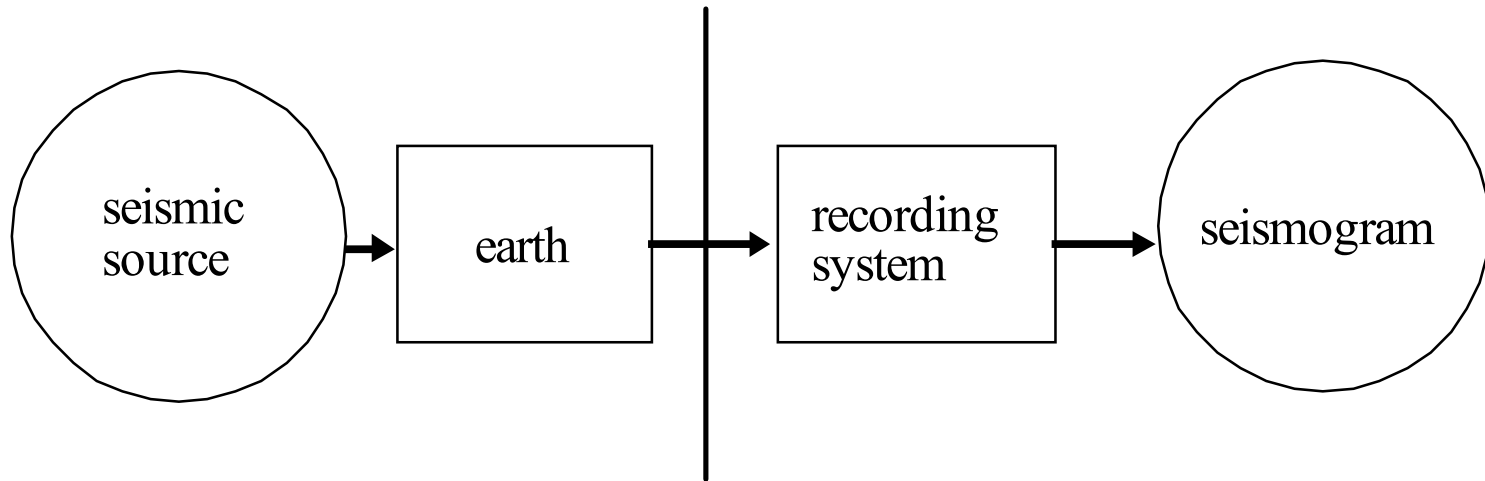 seismic
source
earth
recording
system
seismogram